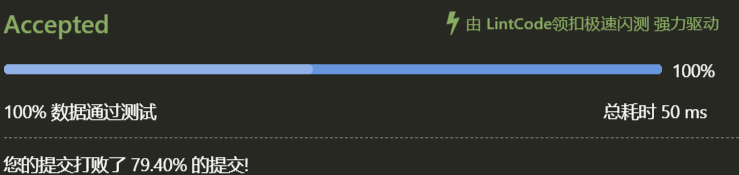 Accepted
由 LintCode领扣极速闪测 强力驱动
100%
100% 数据通过测试
总耗时 50 ms
您的提交打败了 79.40% 的提交!